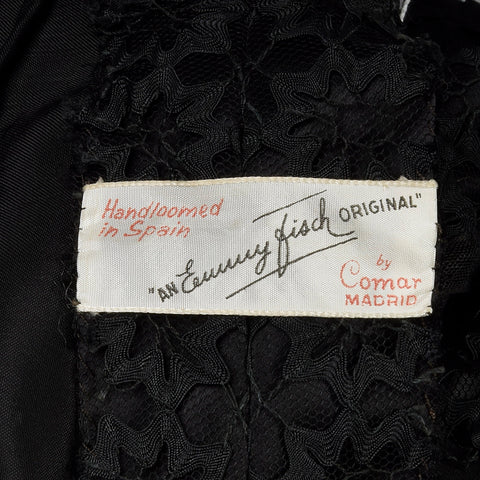 Handloomed
in Spain
"AN Emmy Fisch ORIGINAL"
by
Comar
MADRID